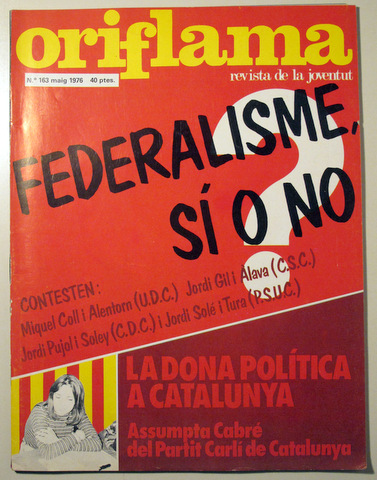 oriflama
revista de la joventut
N.º 163 maig 1976 40 ptes.
FEDERALISME,
SÍ O NO
?
CONTESTEN:
Miquel Coll i Alentorn (U.D.C.) Jordi Gil i Álava (C.S.C.)
Jordi Pujol i Soley (C.D.C.) i Jordi Solé i Tura (P.S.U.C.)
LA DONA POLÍTICA
A CATALUNYA
Assumpta Cabré
del Partit Carlí de Catalunya